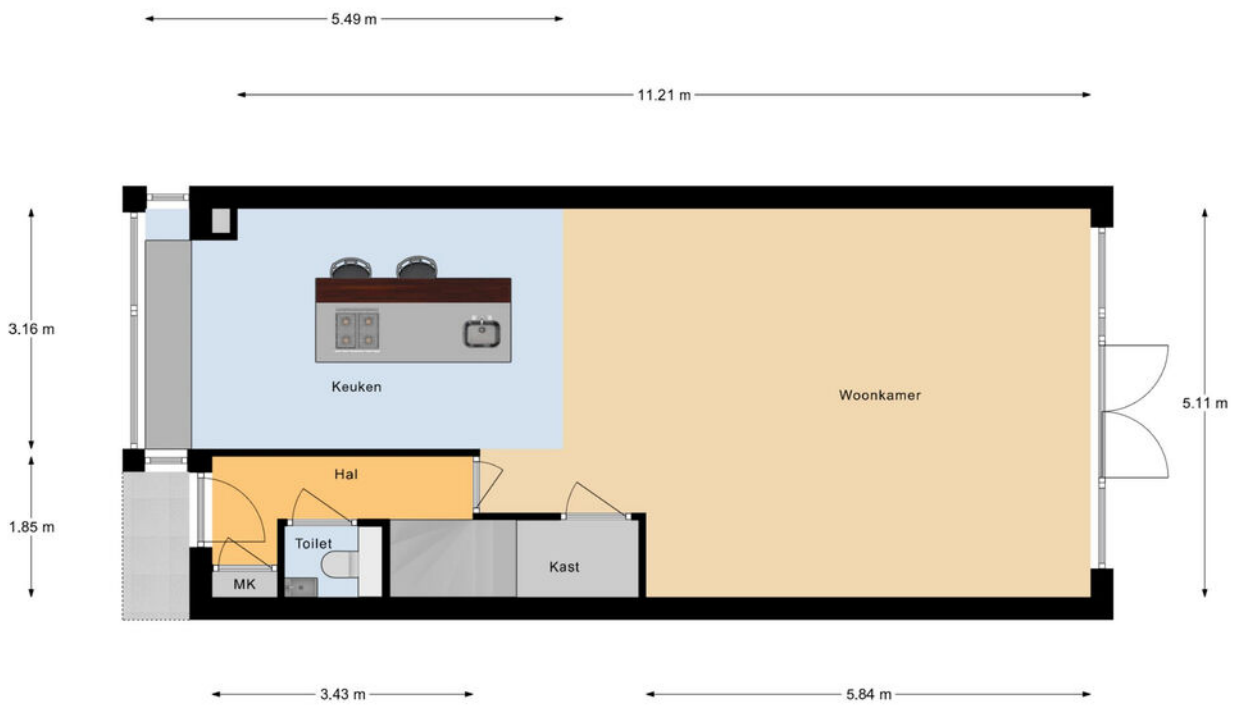 5.49 m
11.21 m
3.16 m
5.11 m
Keuken
Woonkamer
Hal
1.85 m
Toilet
Kast
MK
3.43 m
5.84 m